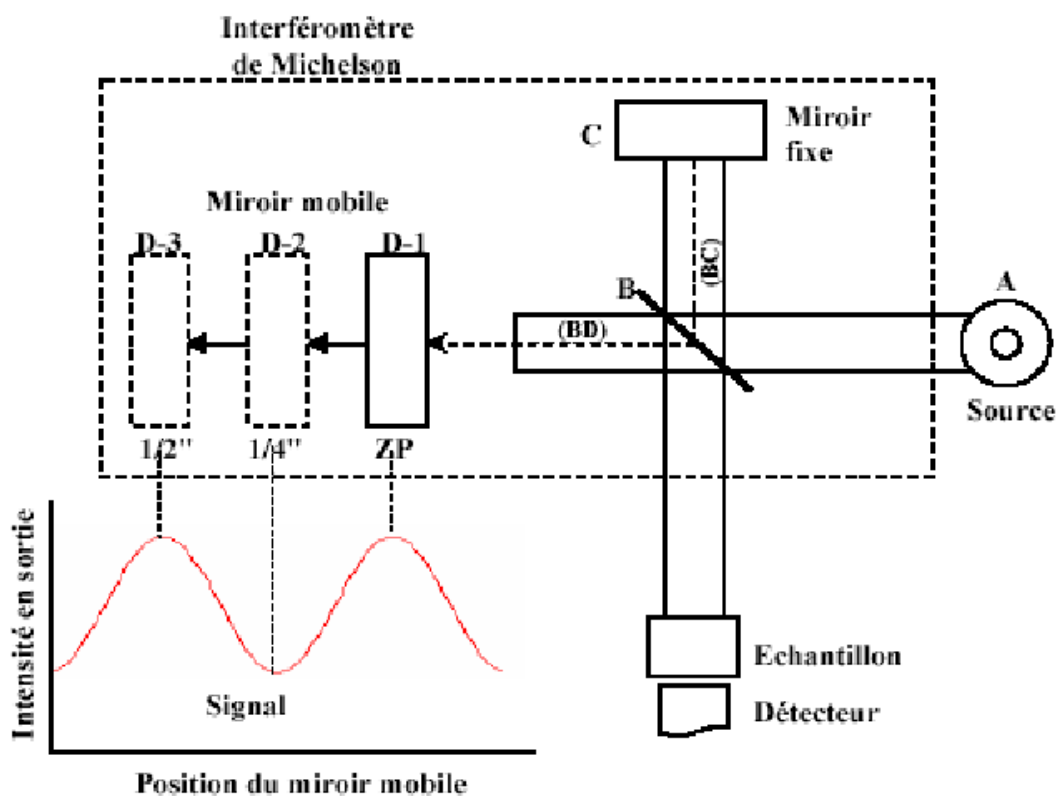 Interféromètre
de Michelson
C
Miroir
fixe
Miroir mobile
D-3
D-2
D-1
(BC)
B
(BD)
A
Source
1/2"
1/4"
ZP
Intensité en sortie
Signal
Echantillon
Détecteur
Position du miroir mobile